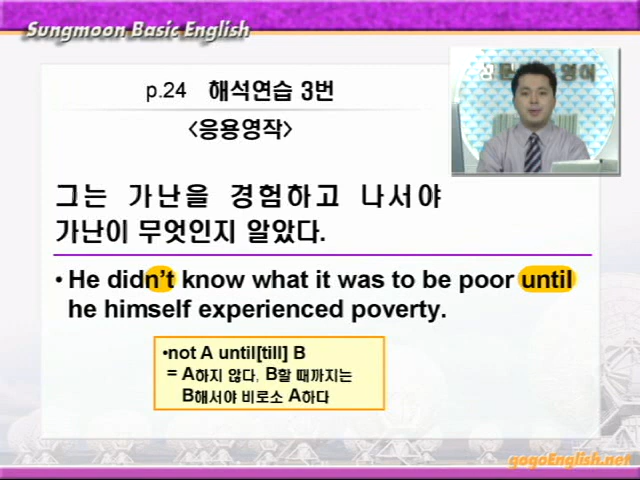 Sungmoon Basic English
p.24 해석연습 3번
<응용영작>
그는 가난을 경험하고 나서야
가난이 무엇인지 알았다.
• He didn't know what it was to be poor until
he himself experienced poverty.
•not A until[till] B
= A하지 않다, B할 때까지는
B해서야 비로소 A하다
gogoEnglish.net